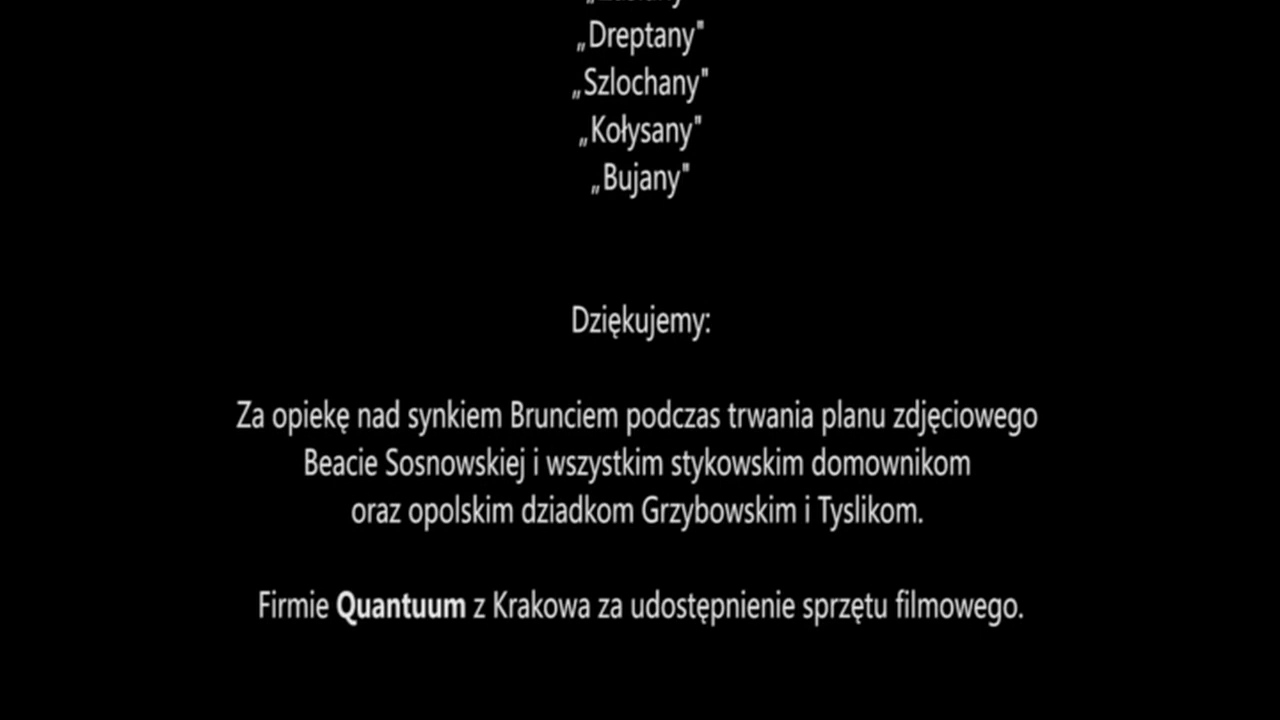 „Dreptany"
„Szlochany"
„Kołysany"
„Bujany"
Dziękujemy:
Za opiekę nad synkiem Brunciem podczas trwania planu zdjęciowego
Beacie Sosnowskiej i wszystkim stykowskim domownikom
oraz opolskim dziadkom Grzybowskim i Tyslikom.
Firmie Quantuum z Krakowa za udostępnienie sprzętu filmowego.